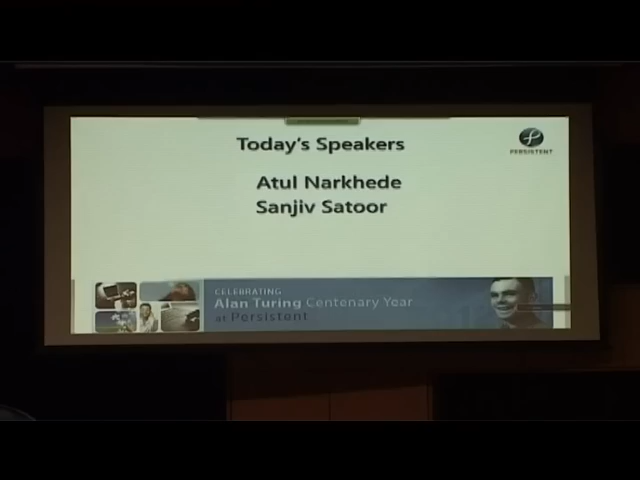 Today's Speakers
PERSISTENT
Atul Narkhede
Sanjiv Satoor
CELEBRATING
Alan Turing Centenary Year
at Persistent